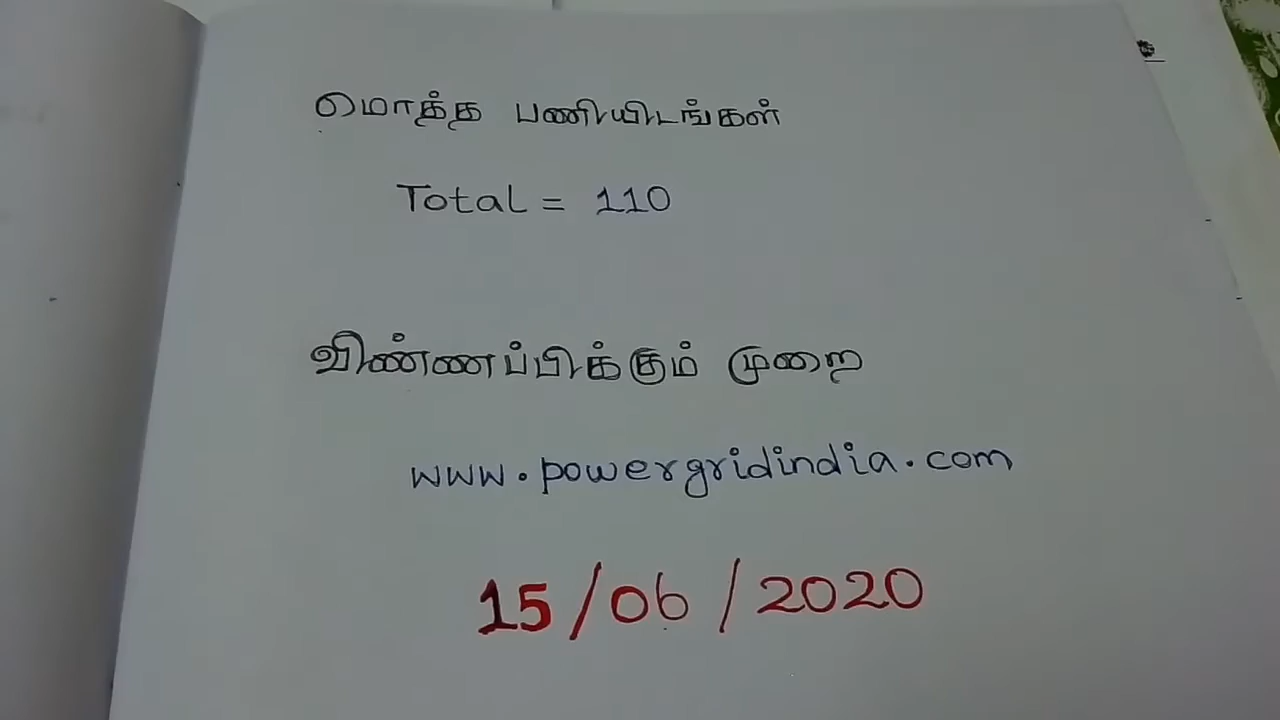 மொத்த பணியிடங்கள்
Total = 110
விண்ணப்பிக்கும் முறை
www.powergridindia.com
15/06/2020